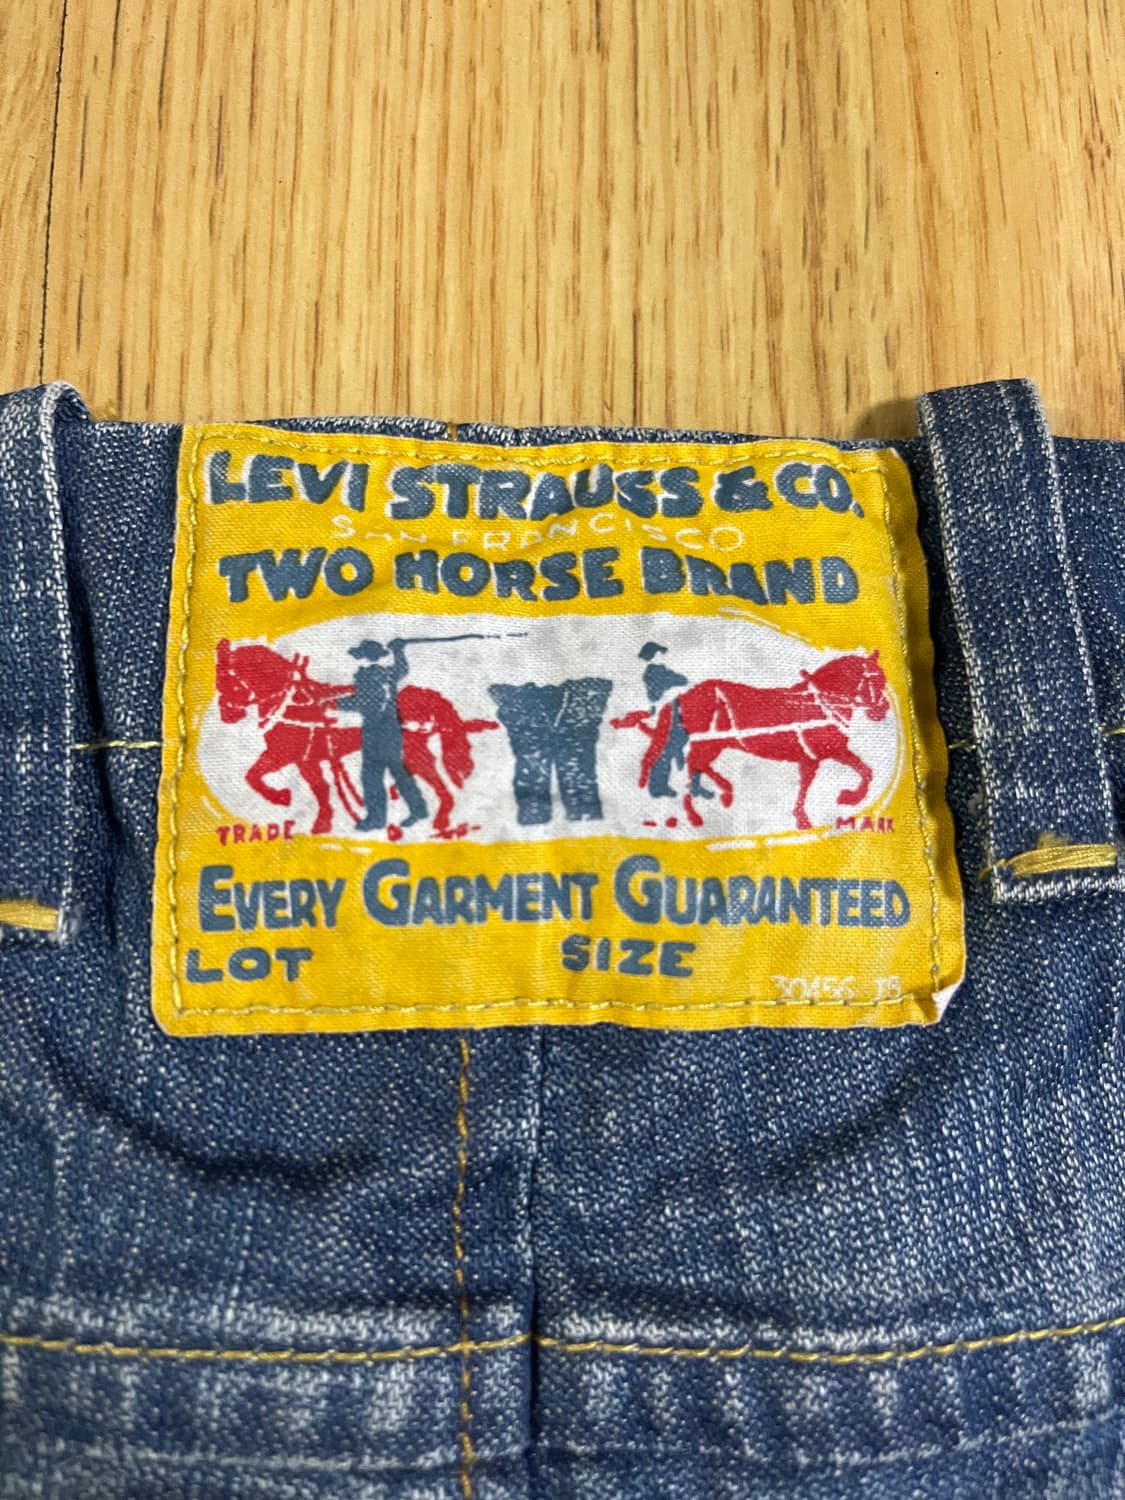 LEVI STRAUSS & CO.
SAN FRANCISCO
TWO HORSE BRAND
TRADE MARK
EVERY GARMENT GUARANTEED
LOT SIZE